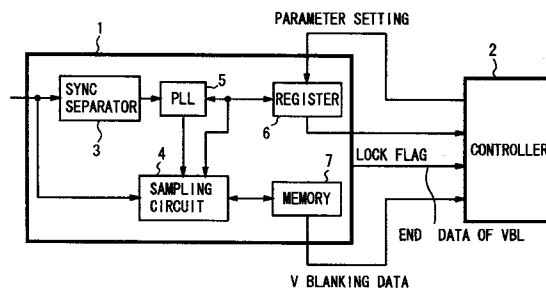 PARAMETER SETTING
1
2
SYNC
SEPARATOR
3
PLL
5
REGISTER
6
CONTROLLER
4
SAMPLING
CIRCUIT
7
MEMORY
LOCK FLAG
END DATA OF VBL
V BLANKING DATA